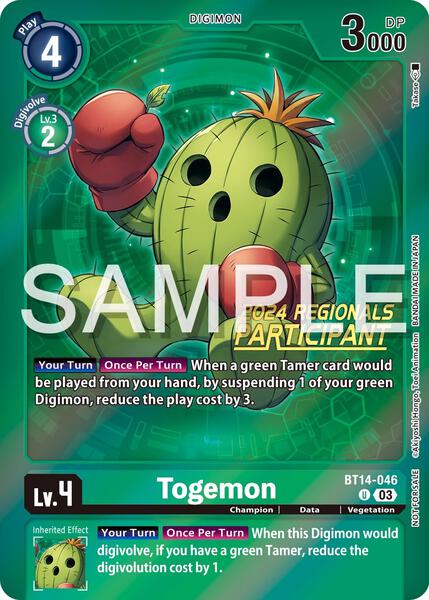 DIGIMON
Play
4
DP
3000
Digivolve
Lv.3
2
Takase
SAMPLE
2024 REGIONALS
PARTICIPANT
Your Turn Once Per Turn When a green Tamer card would
be played from your hand, by suspending 1 of your green
Digimon, reduce the play cost by 3.
©Akiyoshi Hongo, Toei Animation BANDAI MADE IN JAPAN
NOT FOR SALE
Lv.4
Togemon
BT14-046
U 03
Champion Data Vegetation
Inherited Effect
Your Turn Once Per Turn When this Digimon would
digivolve, if you have a green Tamer, reduce the
digivolution cost by 1.